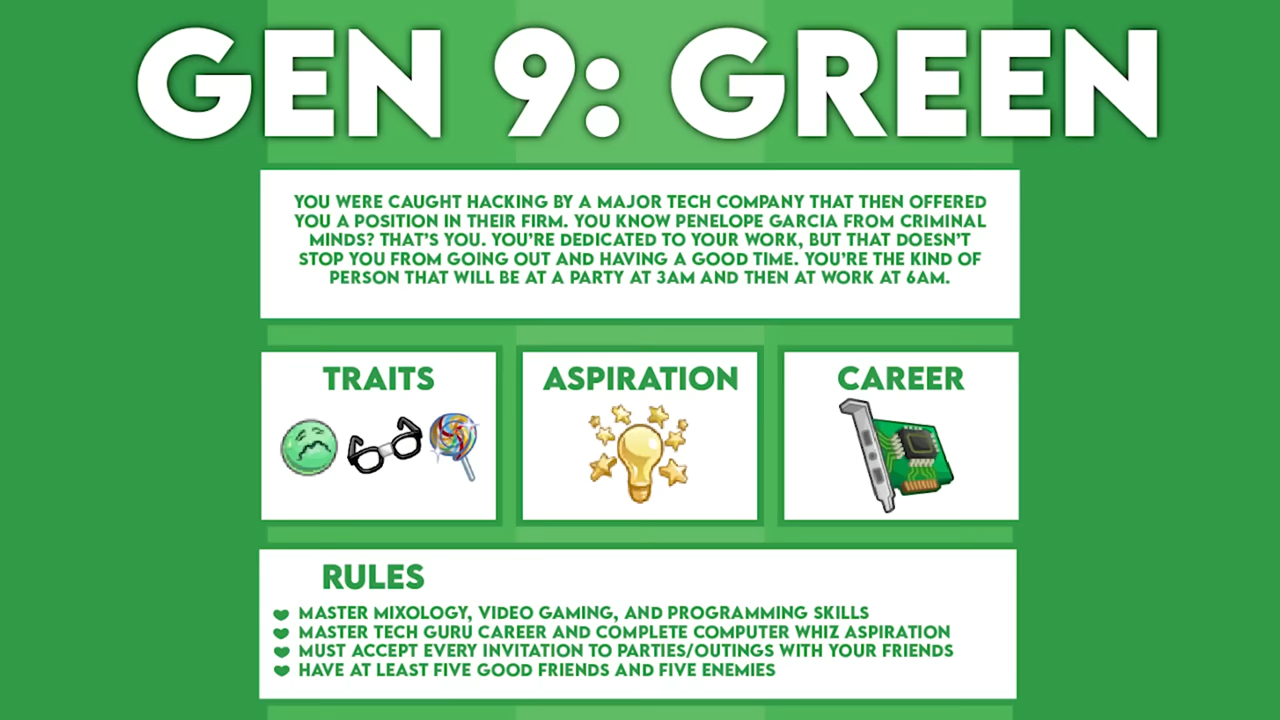 GEN 9: GREEN
YOU WERE CAUGHT HACKING BY A MAJOR TECH COMPANY THAT THEN OFFERED
YOU A POSITION IN THEIR FIRM. YOU KNOW PENELOPE GARCIA FROM CRIMINAL
MINDS? THAT'S YOU. YOU'RE DEDICATED TO YOUR WORK, BUT THAT DOESN'T
STOP YOU FROM GOING OUT AND HAVING A GOOD TIME. YOU'RE THE KIND OF
PERSON THAT WILL BE AT A PARTY AT 3AM AND THEN AT WORK AT 6AM.
TRAITS
ASPIRATION
CAREER
RULES
MASTER MIXOLOGY, VIDEO GAMING, AND PROGRAMMING SKILLS
MASTER TECH GURU CAREER AND COMPLETE COMPUTER WHIZ ASPIRATION
MUST ACCEPT EVERY INVITATION TO PARTIES/OUTINGS WITH YOUR FRIENDS
HAVE AT LEAST FIVE GOOD FRIENDS AND FIVE ENEMIES